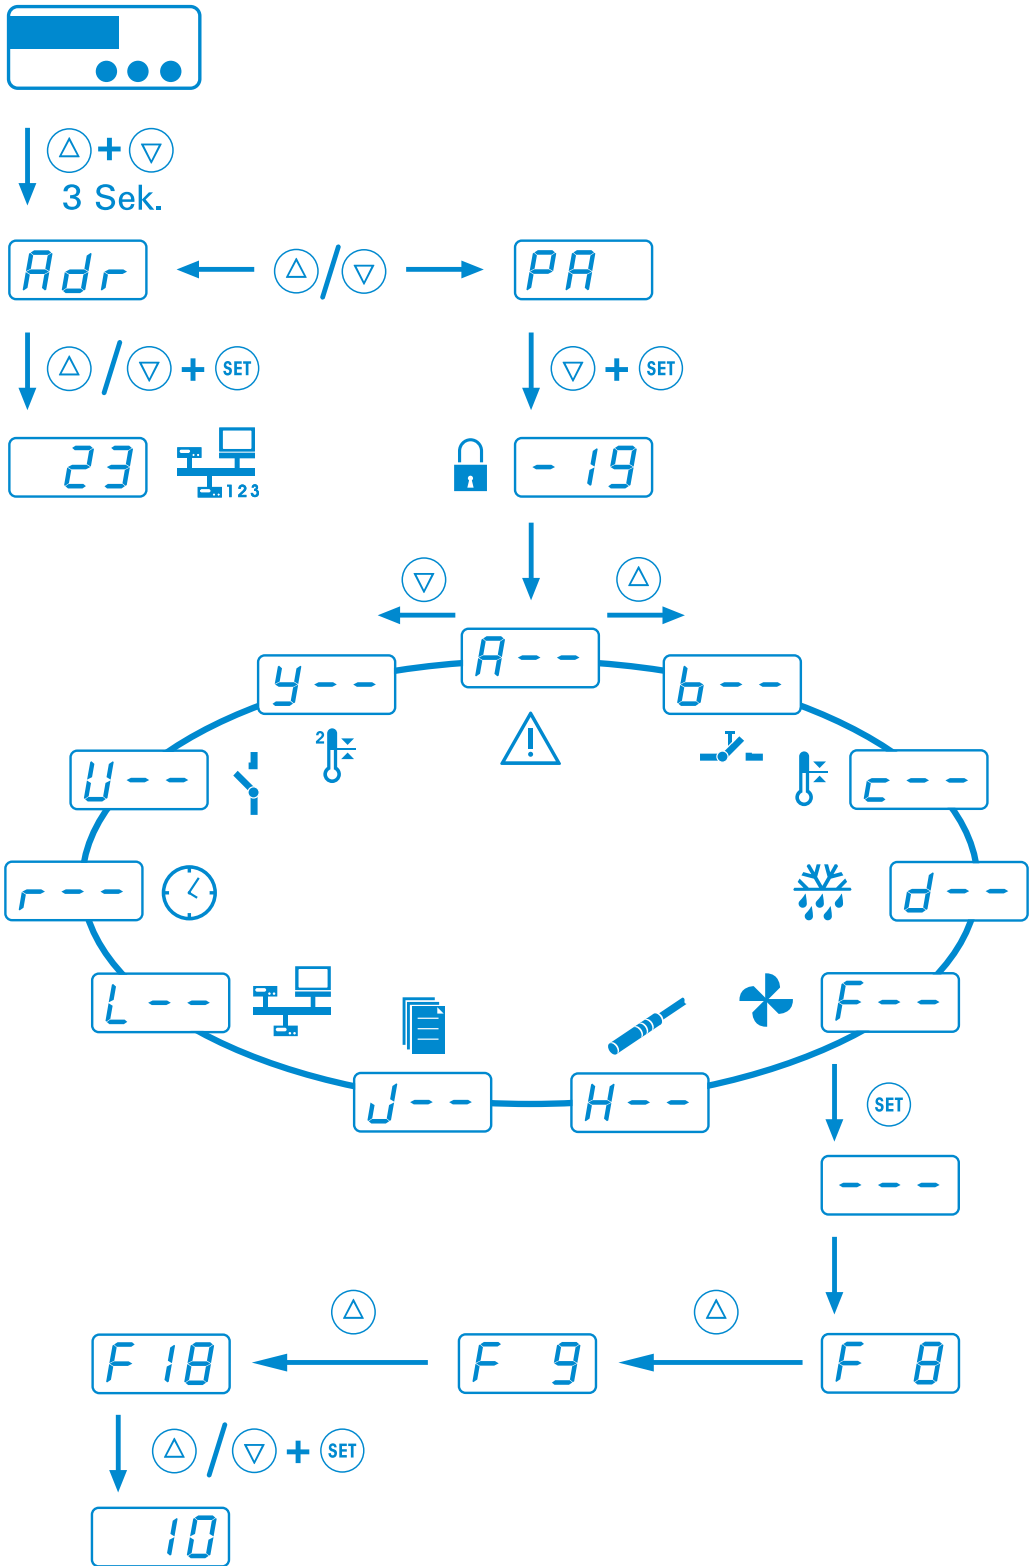 +
3 Sek.
Adr / PA
/ + SET + SET
23 123 -19
A--
y-- b--
2
U-- c--
r-- d--
L-- F--
J-- H--
SET
---
F 18 F 9 F 8
/ + SET
10